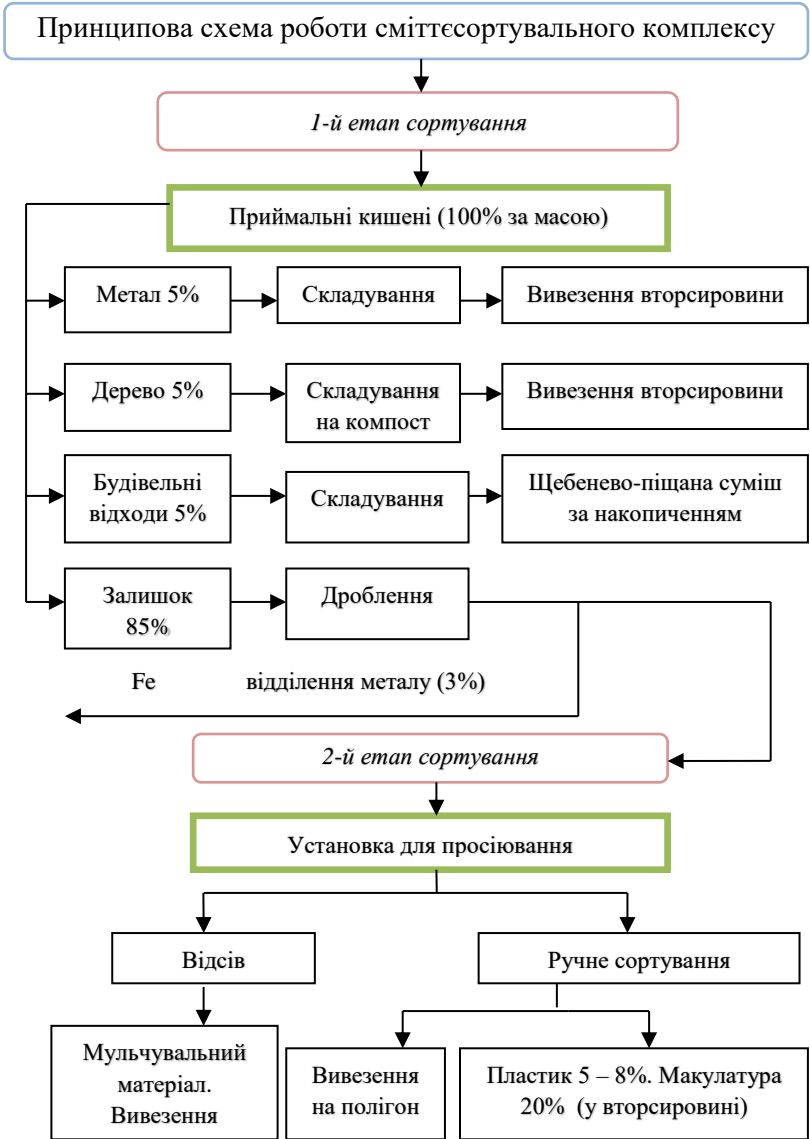 Принципова схема роботи сміттєсортувального комплексу
1-й етап сортування
Приймальні кишені (100% за масою)
Метал 5%
Складування
Вивезення вторсировини
Дерево 5%
Складування
на компост
Вивезення вторсировини
Будівельні
відходи 5%
Складування
Щебенево-піщана суміш
за накопиченням
Залишок
85%
Дроблення
Fe відділення металу (3%)
2-й етап сортування
Установка для просіювання
Відсів
Ручне сортування
Мульчувальний
матеріал.
Вивезення
Вивезення
на полігон
Пластик 5 – 8%. Макулатура
20% (у вторсировині)